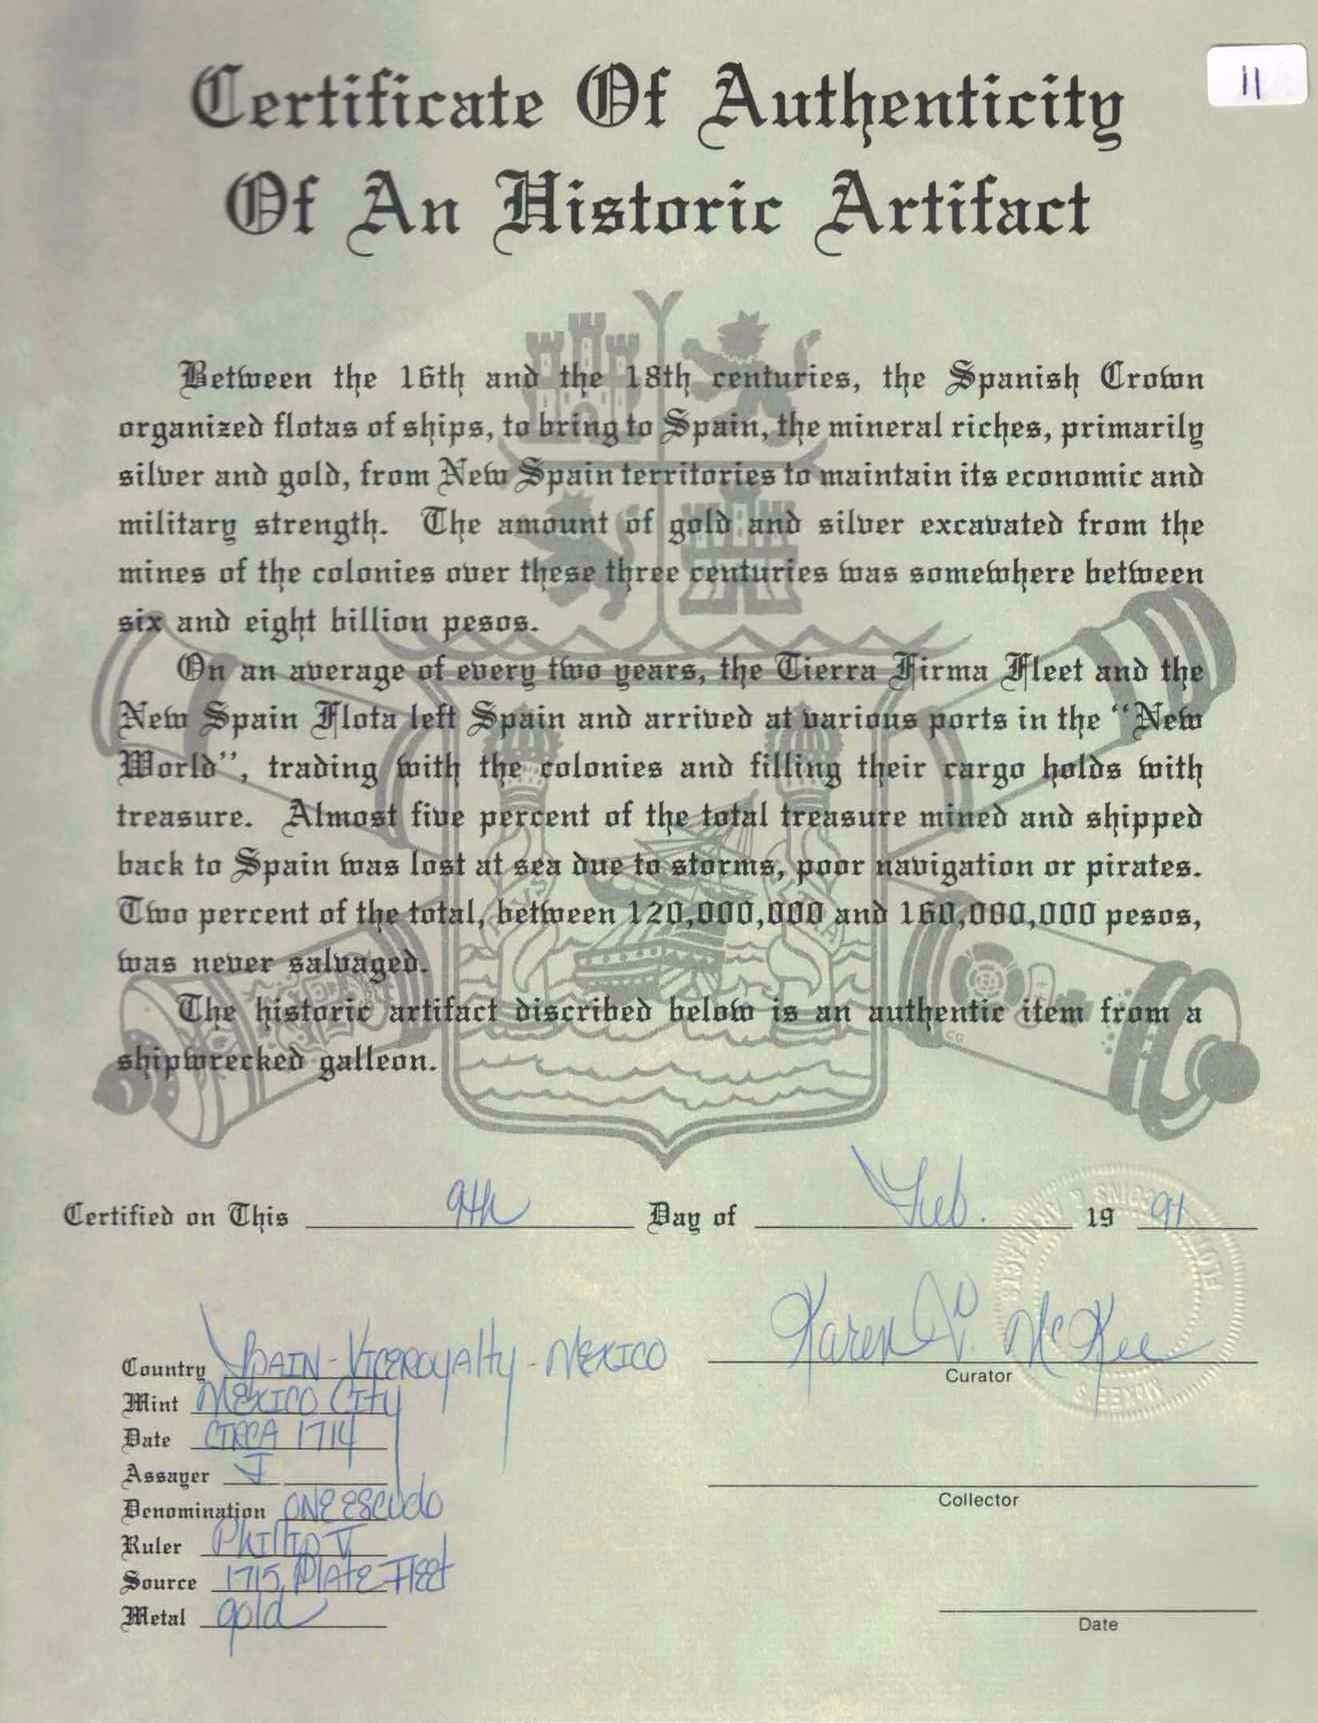 Certificate Of Authenticity
11
Of An Historic Artifact
Between the 16th and the 18th centuries, the Spanish Crown
organized flotas of ships, to bring to Spain, the mineral riches, primarily
silver and gold, from New Spain territories to maintain its economic and
military strength. The amount of gold and silver excavated from the
mines of the colonies over these three centuries was somewhere between
six and eight billion pesos.
On an average of every two years, the Tierra Firma Fleet and the
New Spain Flota left Spain and arrived at various ports in the "New
World", trading with the colonies and filling their cargo holds with
treasure. Almost five percent of the total treasure mined and shipped
back to Spain was lost at sea due to storms, poor navigation or pirates.
Two percent of the total, between 120,000,000 and 160,000,000 pesos,
was never salvaged.
The historic artifact discribed below is an authentic item from a
shipwrecked galleon.
Certified on This 9th Day of Feb. 19 91
Karen V. McKee
Curator
Country SPAIN - VICEROYALTY - MEXICO
Mint MEXICO CITY
Date CIRCA 1714
Assayer J
Denomination ONE ESCUDO
Ruler Phillip V
Source 1715, Plate Fleet
Metal gold
Collector
Date